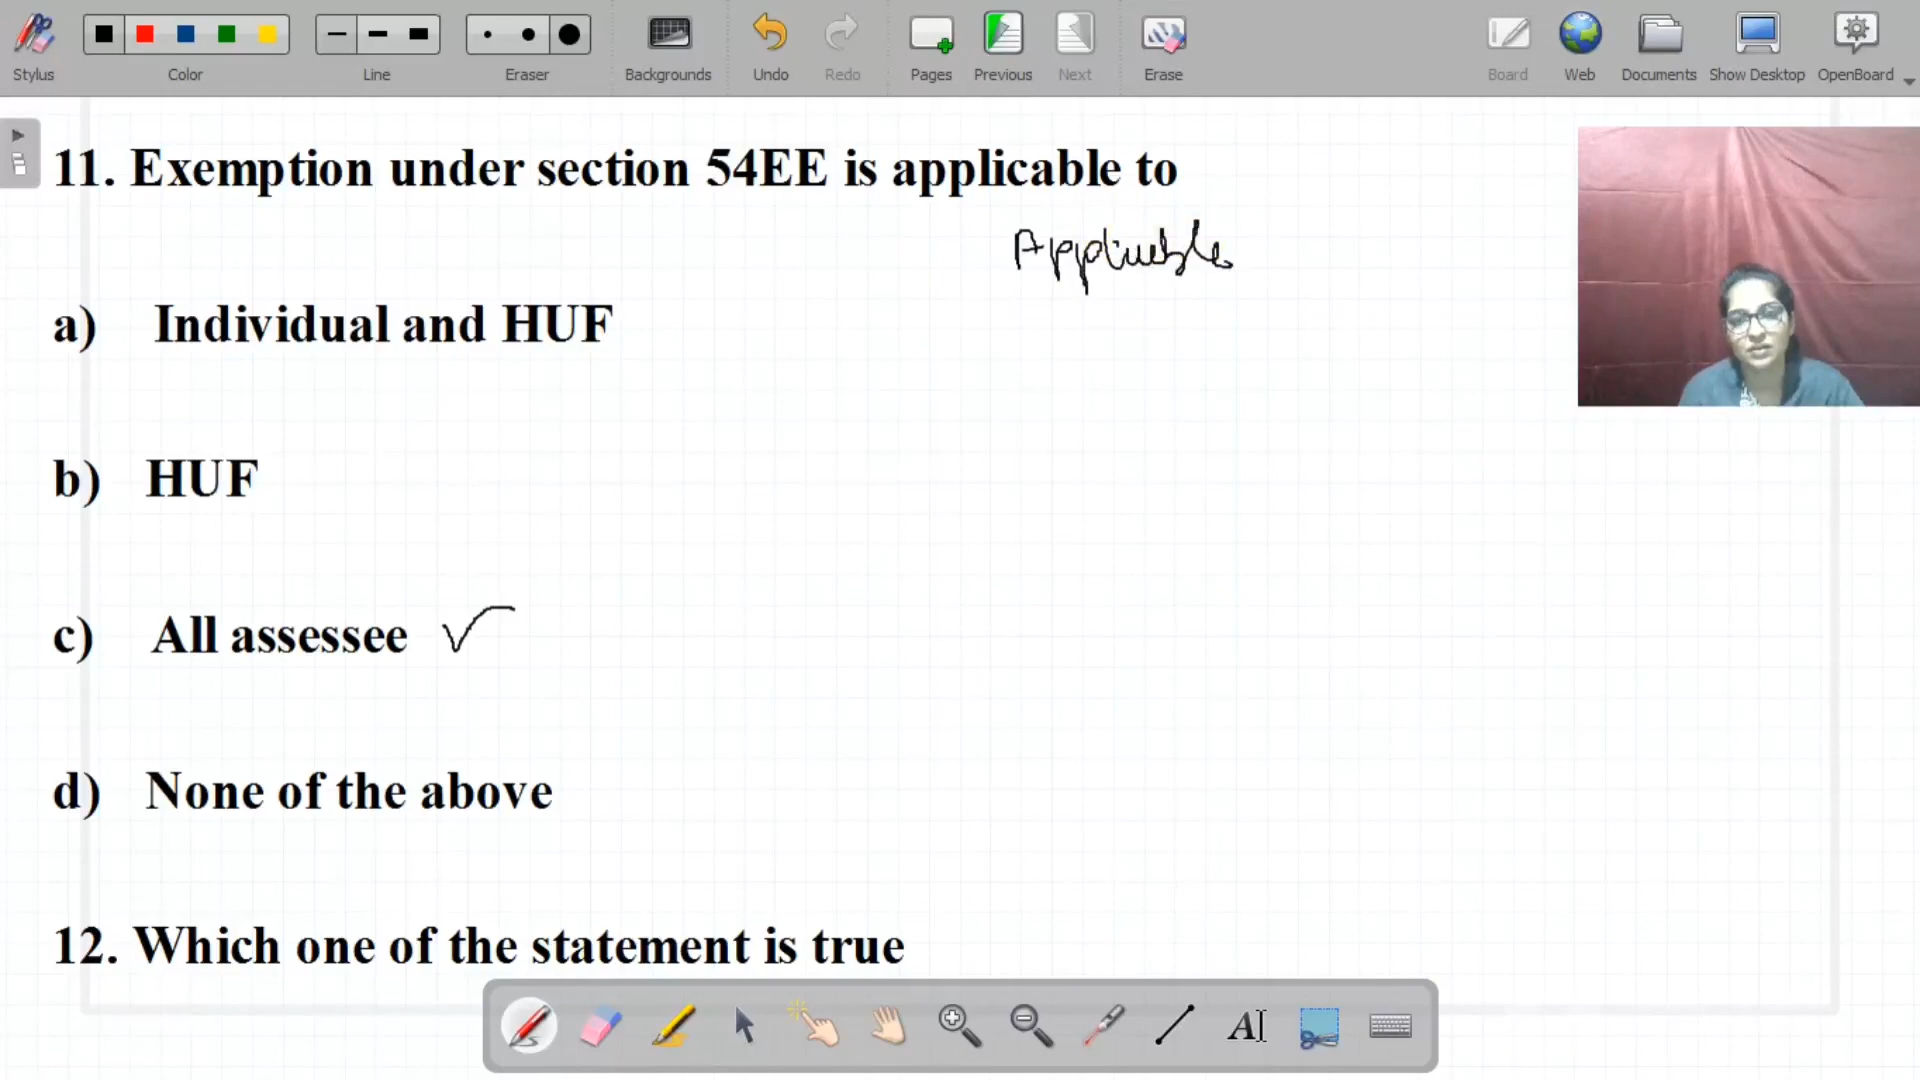 Stylus Color Line Eraser Backgrounds Undo Redo Pages Previous Next Erase Board Web Documents Show Desktop OpenBoard
11. Exemption under section 54EE is applicable to
Applicable
a) Individual and HUF
b) HUF
c) All assessee
d) None of the above
12. Which one of the statement is true